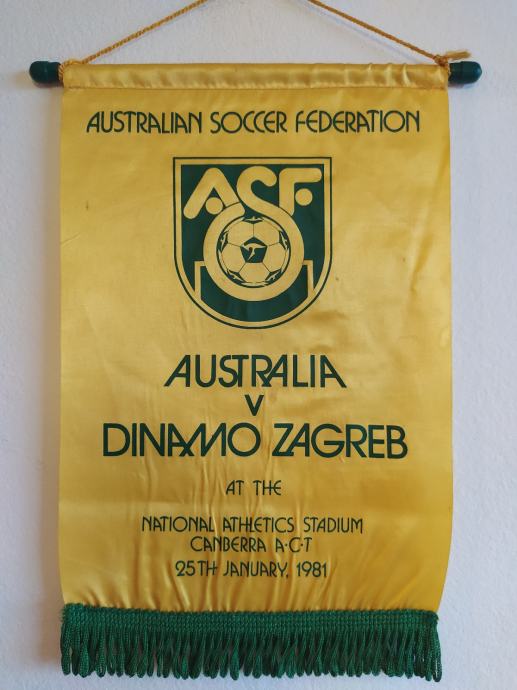 AUSTRALIAN SOCCER FEDERATION
ASF
AUSTRALIA
V
DINAMO ZAGREB
AT THE
NATIONAL ATHLETICS STADIUM
CANBERRA A·C·T
25TH JANUARY, 1981